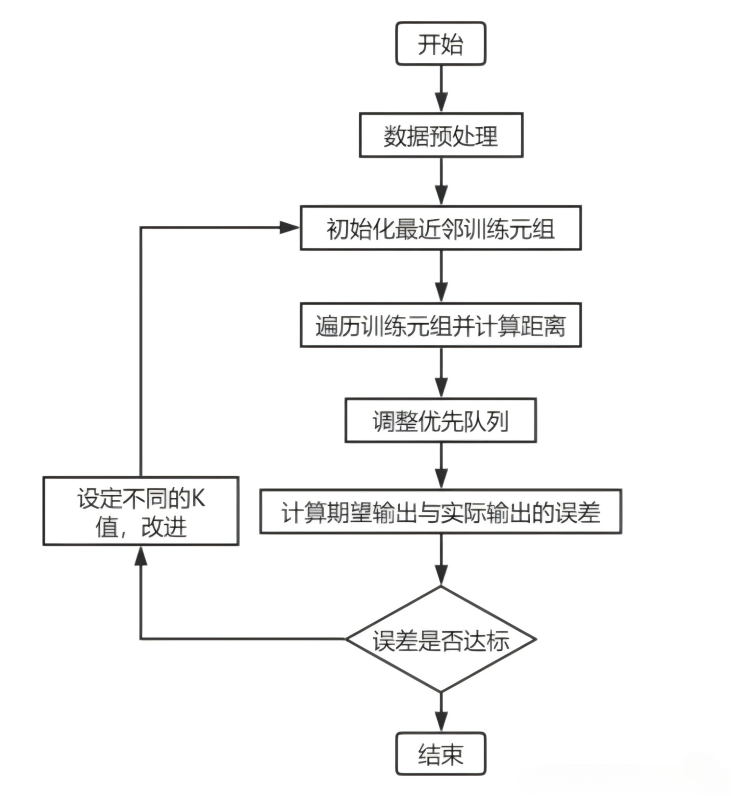 开始
数据预处理
初始化最近邻训练元组
遍历训练元组并计算距离
调整优先队列
设定不同的K
值，改进
计算期望输出与实际输出的误差
误差是否达标
结束